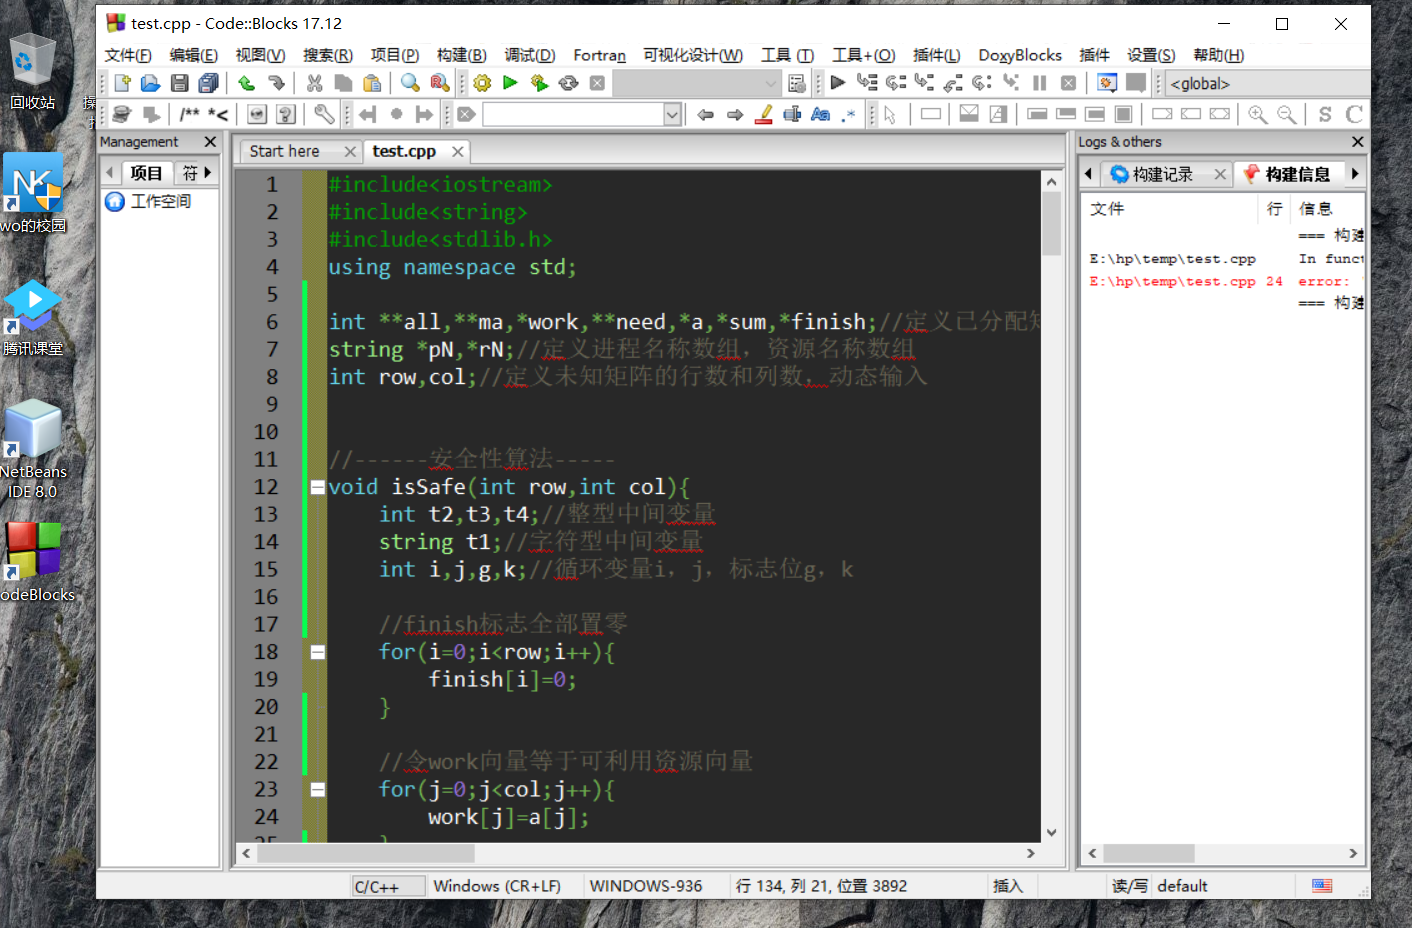 回收站
wo的校园
腾讯课堂
NetBeans
IDE 8.0
odeBlocks
test.cpp - Code::Blocks 17.12
文件(F) 编辑(E) 视图(V) 搜索(R) 项目(P) 构建(B) 调试(D) Fortran 可视化设计(W) 工具 (T) 工具+(O) 插件(L) DoxyBlocks 插件 设置(S) 帮助(H)
<global>
/** *<
Aa .* S C
Management
项目 符
工作空间
Start here test.cpp
1 #include<iostream>
2 #include<string>
3 #include<stdlib.h>
4 using namespace std;
5
6 int **all,**ma,*work,**need,*a,*sum,*finish;//定义已分配矩
7 string *pN,*rN;//定义进程名称数组，资源名称数组
8 int row,col;//定义未知矩阵的行数和列数，动态输入
9
10
11 //------安全性算法-----
12 void isSafe(int row,int col){
13 int t2,t3,t4;//整型中间变量
14 string t1;//字符型中间变量
15 int i,j,g,k;//循环变量i，j，标志位g，k
16
17 //finish标志全部置零
18 for(i=0;i<row;i++){
19 finish[i]=0;
20 }
21
22 //令work向量等于可利用资源向量
23 for(j=0;j<col;j++){
24 work[j]=a[j];
25 }
Logs & others
构建记录 构建信息
文件 行 信息
=== 构建
E:\hp\temp\test.cpp In funct
E:\hp\temp\test.cpp 24 error:
=== 构建
C/C++ Windows (CR+LF) WINDOWS-936 行 134, 列 21, 位置 3892 插入 读/写 default